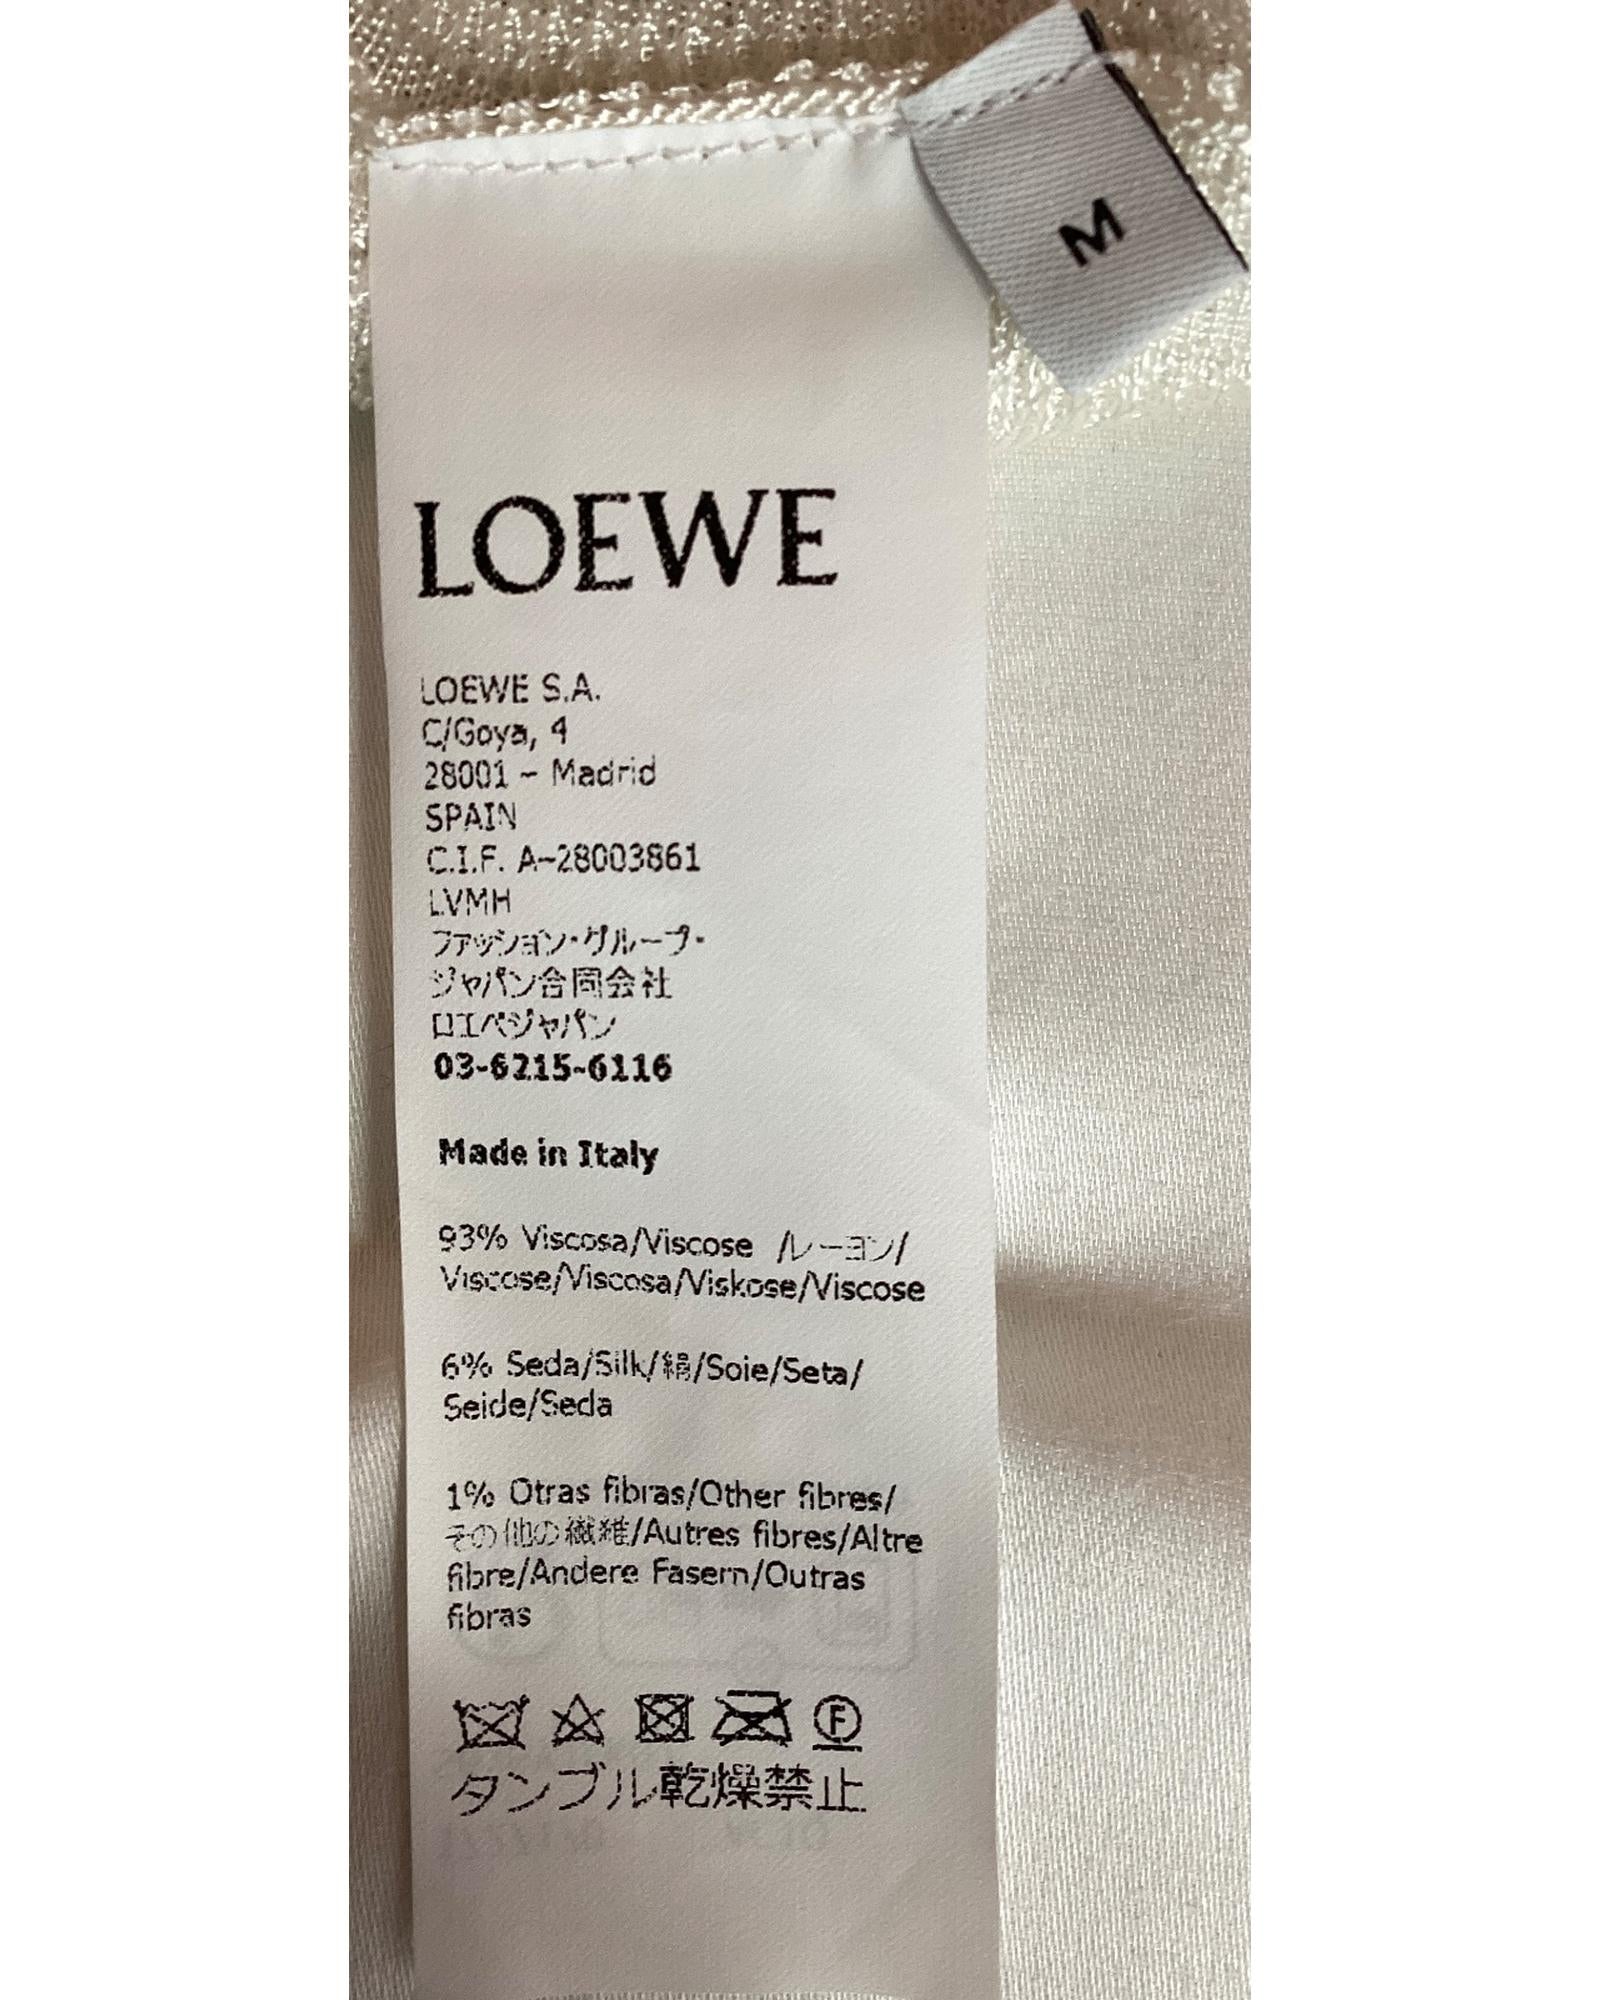 M
LOEWE
LOEWE S.A.
C/Goya, 4
28001 - Madrid
SPAIN
C.I.F. A-28003861
LVMH
ファッション・グループ・
ジャパン合同会社
ロエベジャパン
03-6215-6116
Made in Italy
93% Viscosa/Viscose /レーヨン/
Viscose/Viscosa/Viskose/Viscose
6% Seda/Silk/絹/Soie/Seta/
Seide/Seda
1% Otras fibras/Other fibres/
その他の繊維/Autres fibres/Altre
fibre/Andere Fasern/Outras
fibras
F
タンブル乾燥禁止